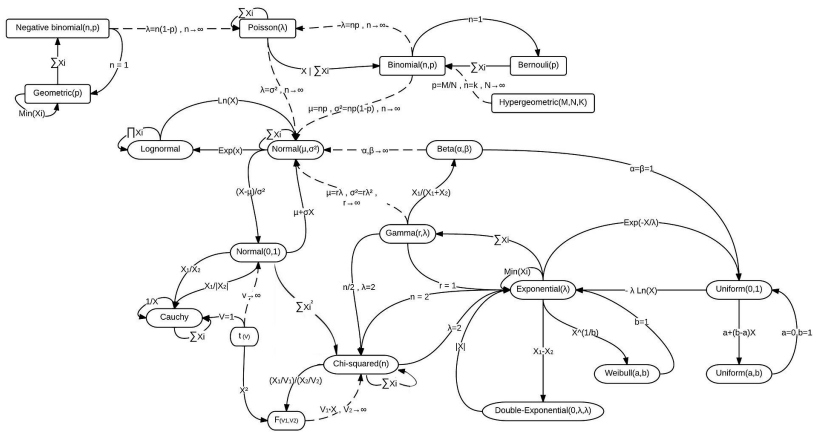 ∑Xi
n=1
Negative binomial(n,p)
λ=n(1-p) , n→∞
Poisson(λ)
λ=np , n→∞
∑Xi
n = 1
X | ∑Xi
Binomial(n,p)
∑Xi
Bernouli(p)
λ=σ² , n→∞
p=M/N , n=k , N→∞
Geometric(p)
Min(Xi)
Ln(X)
μ=np , σ²=np(1-p) , n→∞
Hypergeometric(M,N,K)
∏Xi
∑Xi
Lognormal
Exp(x)
Normal(μ,σ²)
α,β→∞
Beta(α,β)
α=β=1
(X-μ)/σ²
μ=rλ , σ²=rλ² ,
r→∞
X₁/(X₁+X₂)
μ+σX
Exp(-X/λ)
Gamma(r,λ)
∑Xi
Normal(0,1)
X₁/X₂
Min(Xi)
X₁/|X₂|
n/2 , λ=2
r = 1
Exponential(λ)
- λ Ln(X)
Uniform(0,1)
1/X
n = 2
∑Xi²
Cauchy
V=1
λ=2
b=1
a+(b-a)X
a=0,b=1
∑Xi
t (V)
|X|
X^(1/b)
X₁-X₂
Chi-squared(n)
Weibull(a,b)
Uniform(a,b)
(X₁/V₁)/(X₂/V₂)
∑Xi
X²
F(V1,V2)
V₁·X , V₂→∞
Double-Exponential(0,λ,λ)